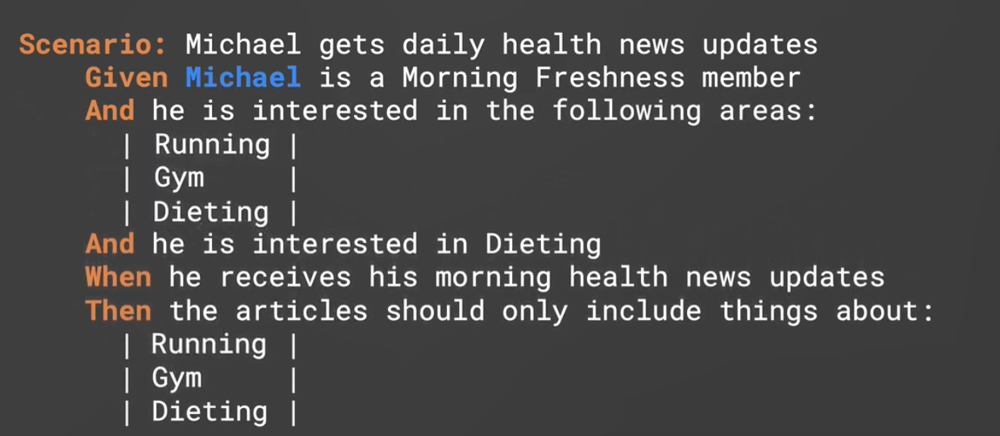 Scenario: Michael gets daily health news updates
Given Michael is a Morning Freshness member
And he is interested in the following areas:
| Running |
| Gym |
| Dieting |
And he is interested in Dieting
When he receives his morning health news updates
Then the articles should only include things about:
| Running |
| Gym |
| Dieting |